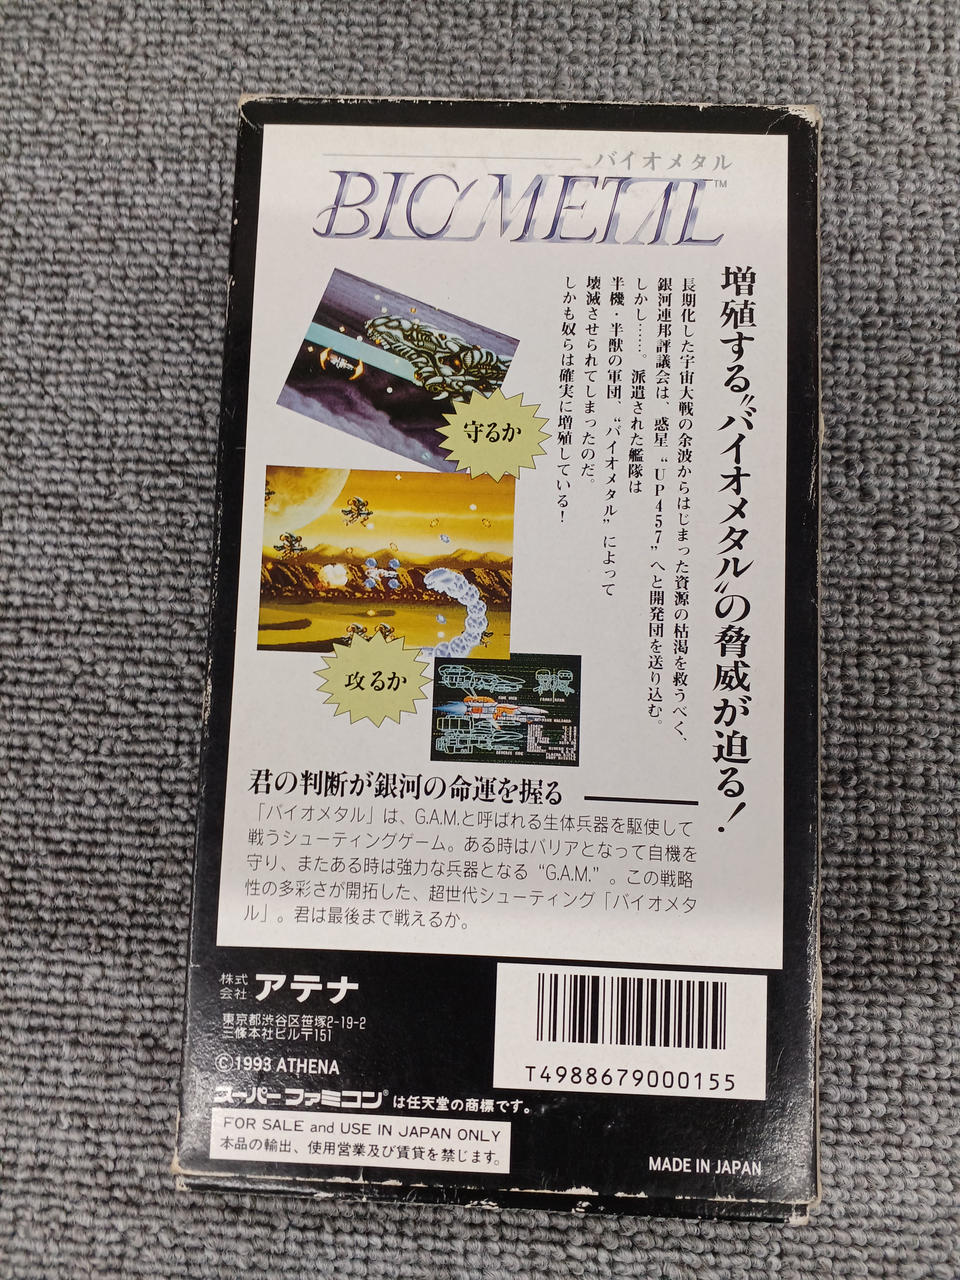 バイオメタル
BIO METAL™
増殖する〝バイオメタル〟の脅威が迫る!
長期化した宇宙大戦の余波からはじまった資源の枯渇を救うべく、
銀河連邦評議会は、惑星“UP457”へと開発団を送り込む。
しかし……。派遣された艦隊は
半機・半獣の軍団、“バイオメタル”によって
壊滅させられてしまったのだ。
しかも奴らは確実に増殖している!
守るか
攻るか
君の判断が銀河の命運を握る
「バイオメタル」は、G.A.M.と呼ばれる生体兵器を駆使して
戦うシューティングゲーム。ある時はバリアとなって自機を
守り、またある時は強力な兵器となる“G.A.M.”。この戦略
性の多彩さが開拓した、超世代シューティング「バイオメタ
ル」。君は最後まで戦えるか。
株式会社 アテナ
東京都渋谷区笹塚2-19-2
三條本社ビル〒151
©1993 ATHENA
T4988679000155
スーパーファミコン®は任天堂の商標です。
FOR SALE and USE IN JAPAN ONLY
本品の輸出、使用営業及び賃貸を禁じます。
MADE IN JAPAN